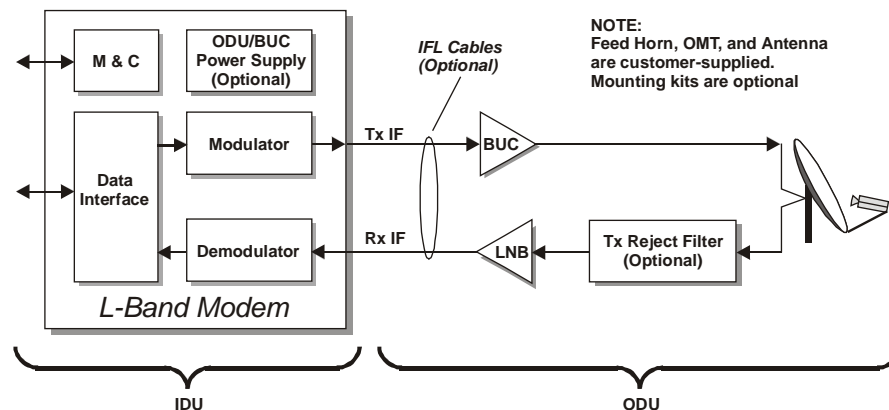 M & C
ODU/BUC
Power Supply
(Optional)
IFL Cables
(Optional)
NOTE:
Feed Horn, OMT, and Antenna
are customer-supplied.
Mounting kits are optional
Data
Interface
Modulator
Tx IF
BUC
Demodulator
Rx IF
LNB
Tx Reject Filter
(Optional)
L-Band Modem
IDU
ODU